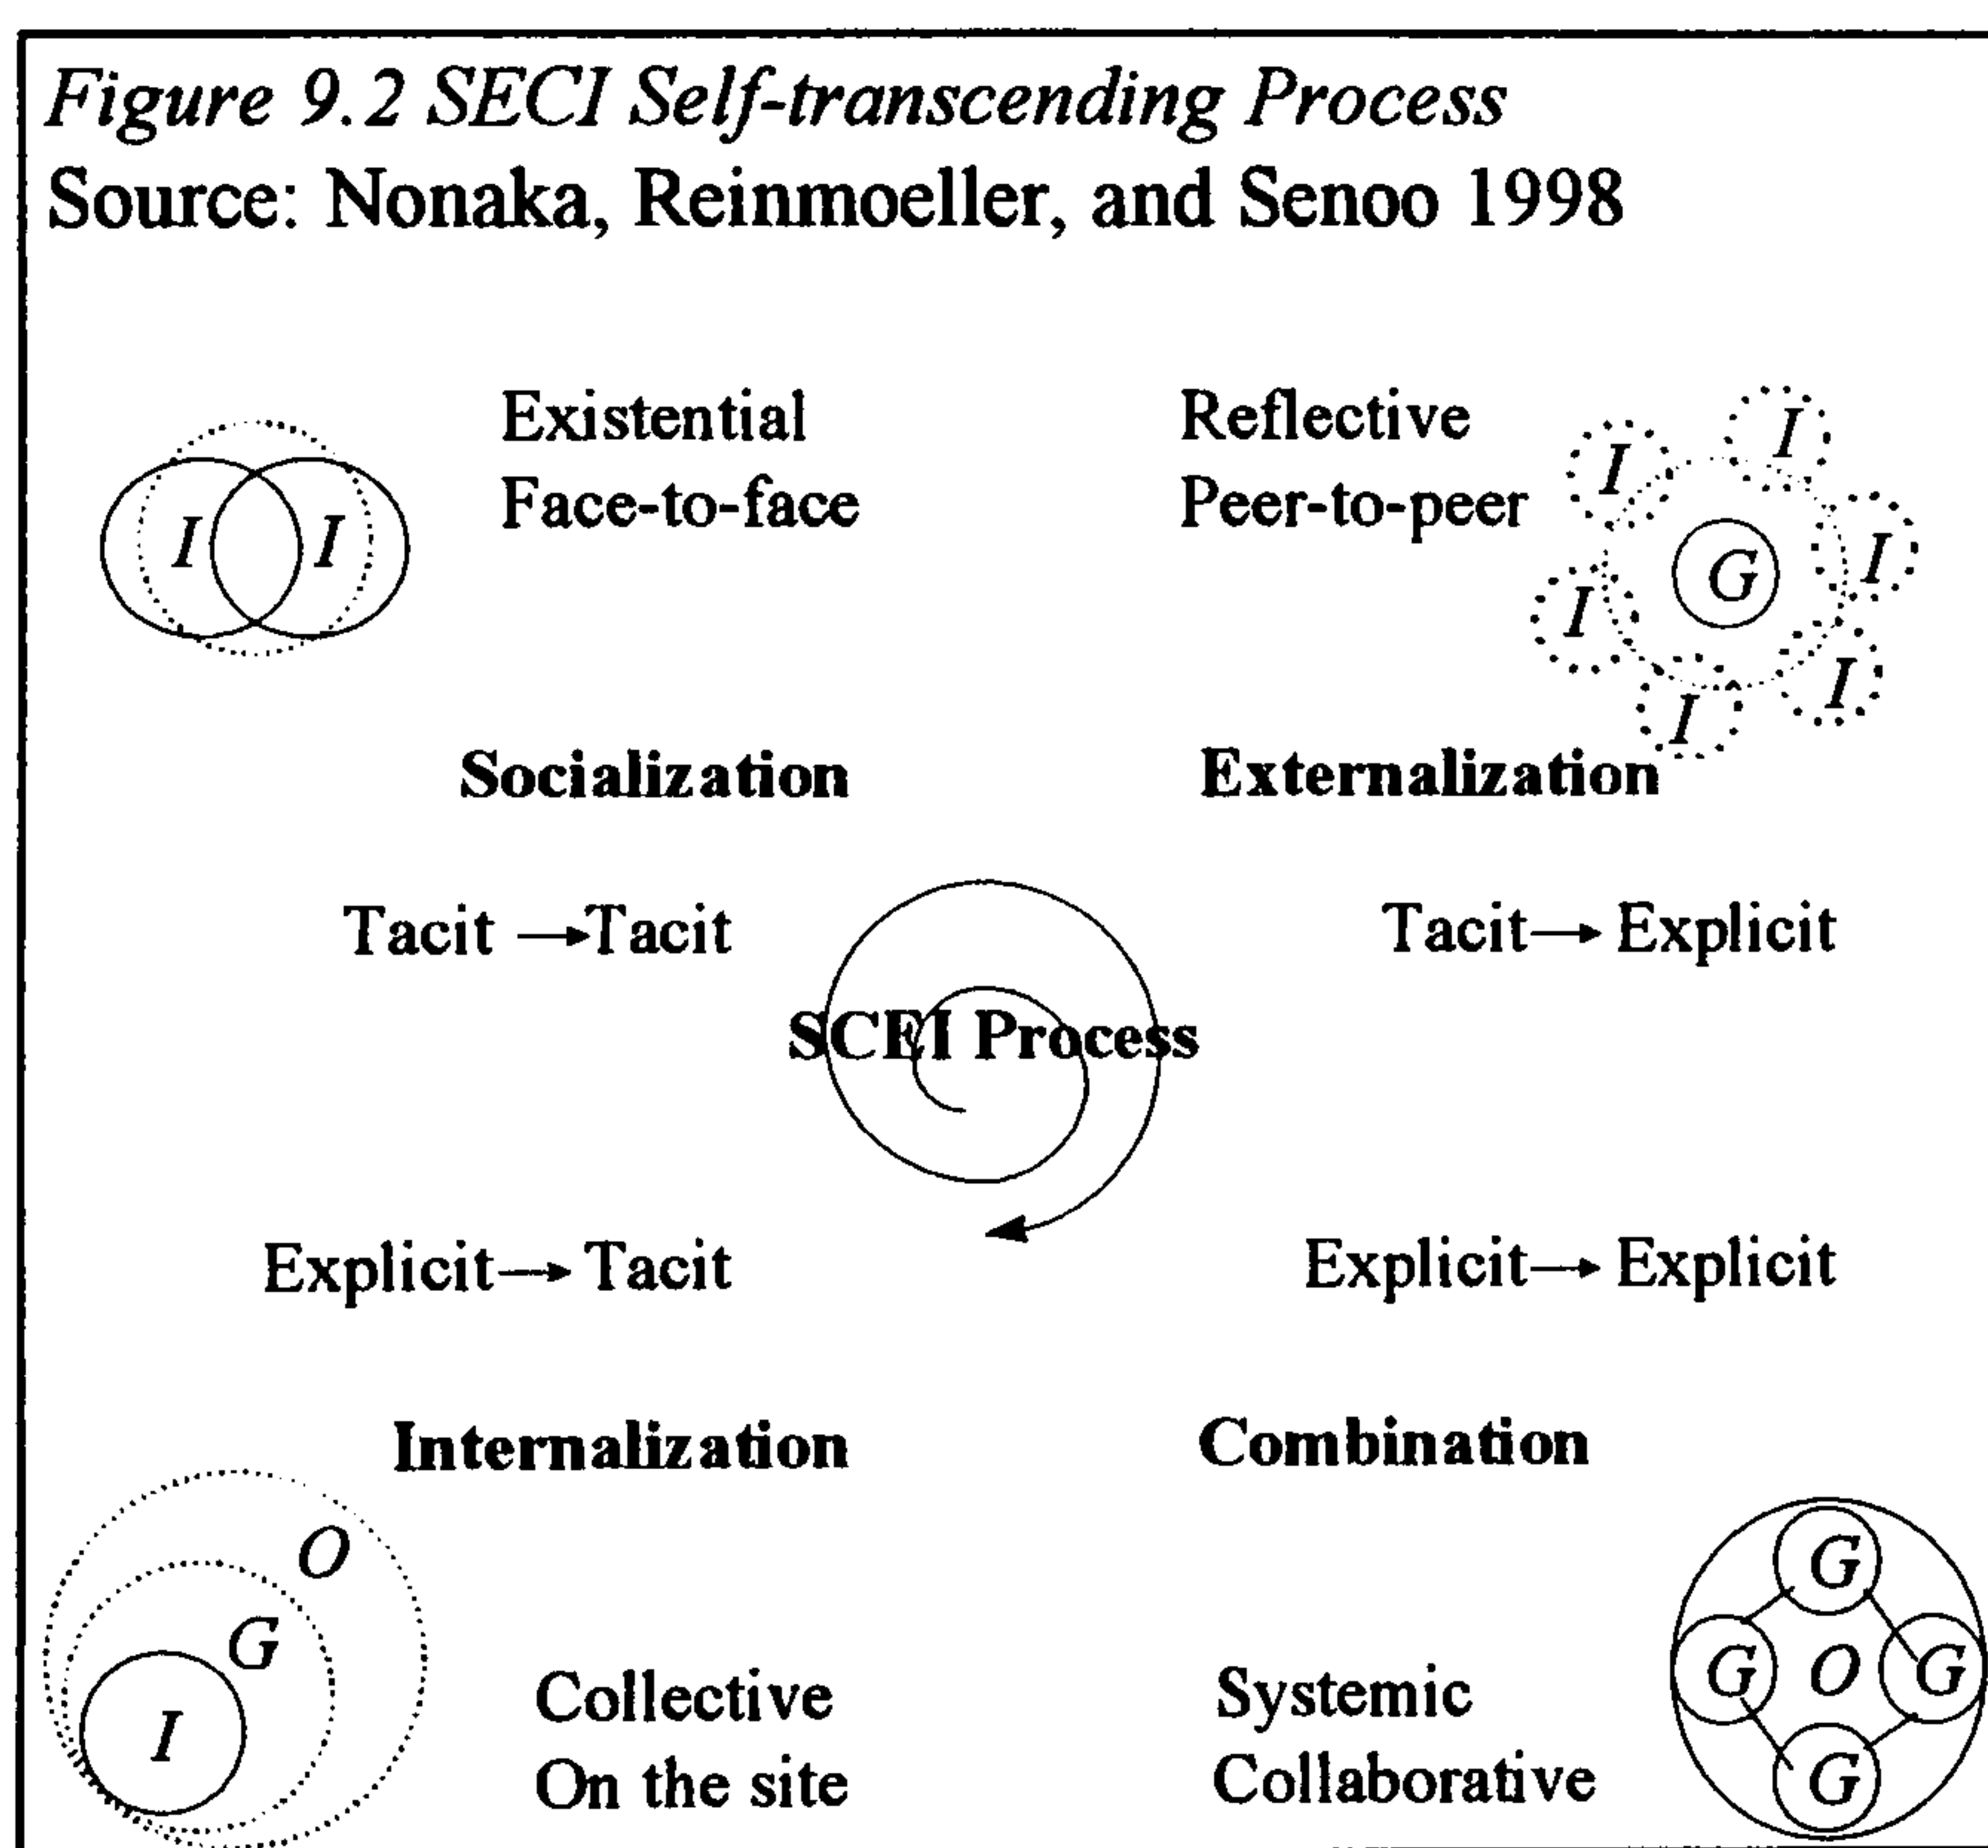 Figure 9.2 SECI Self-transcending Process
Source: Nonaka, Reinmoeller, and Senoo 1998
Existential
Face-to-face
I I
Reflective
Peer-to-peer
I
I
I
G
I
I
I
Socialization
Externalization
Tacit → Tacit
Tacit → Explicit
SCEI Process
Explicit → Tacit
Explicit → Explicit
Internalization
Combination
O
G
I
Collective
On the site
Systemic
Collaborative
G
G O G
G